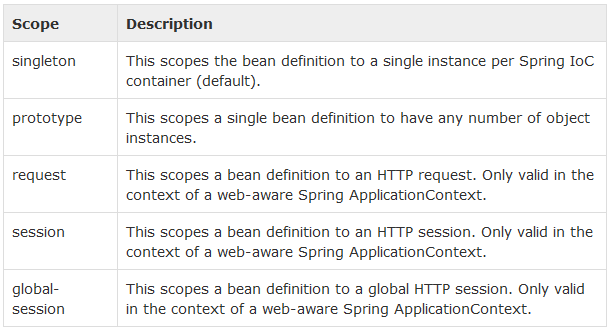 Scope Description
singleton This scopes the bean definition to a single instance per Spring IoC
container (default).
prototype This scopes a single bean definition to have any number of object
instances.
request This scopes a bean definition to an HTTP request. Only valid in the
context of a web-aware Spring ApplicationContext.
session This scopes a bean definition to an HTTP session. Only valid in the
context of a web-aware Spring ApplicationContext.
global- This scopes a bean definition to a global HTTP session. Only valid
session in the context of a web-aware Spring ApplicationContext.